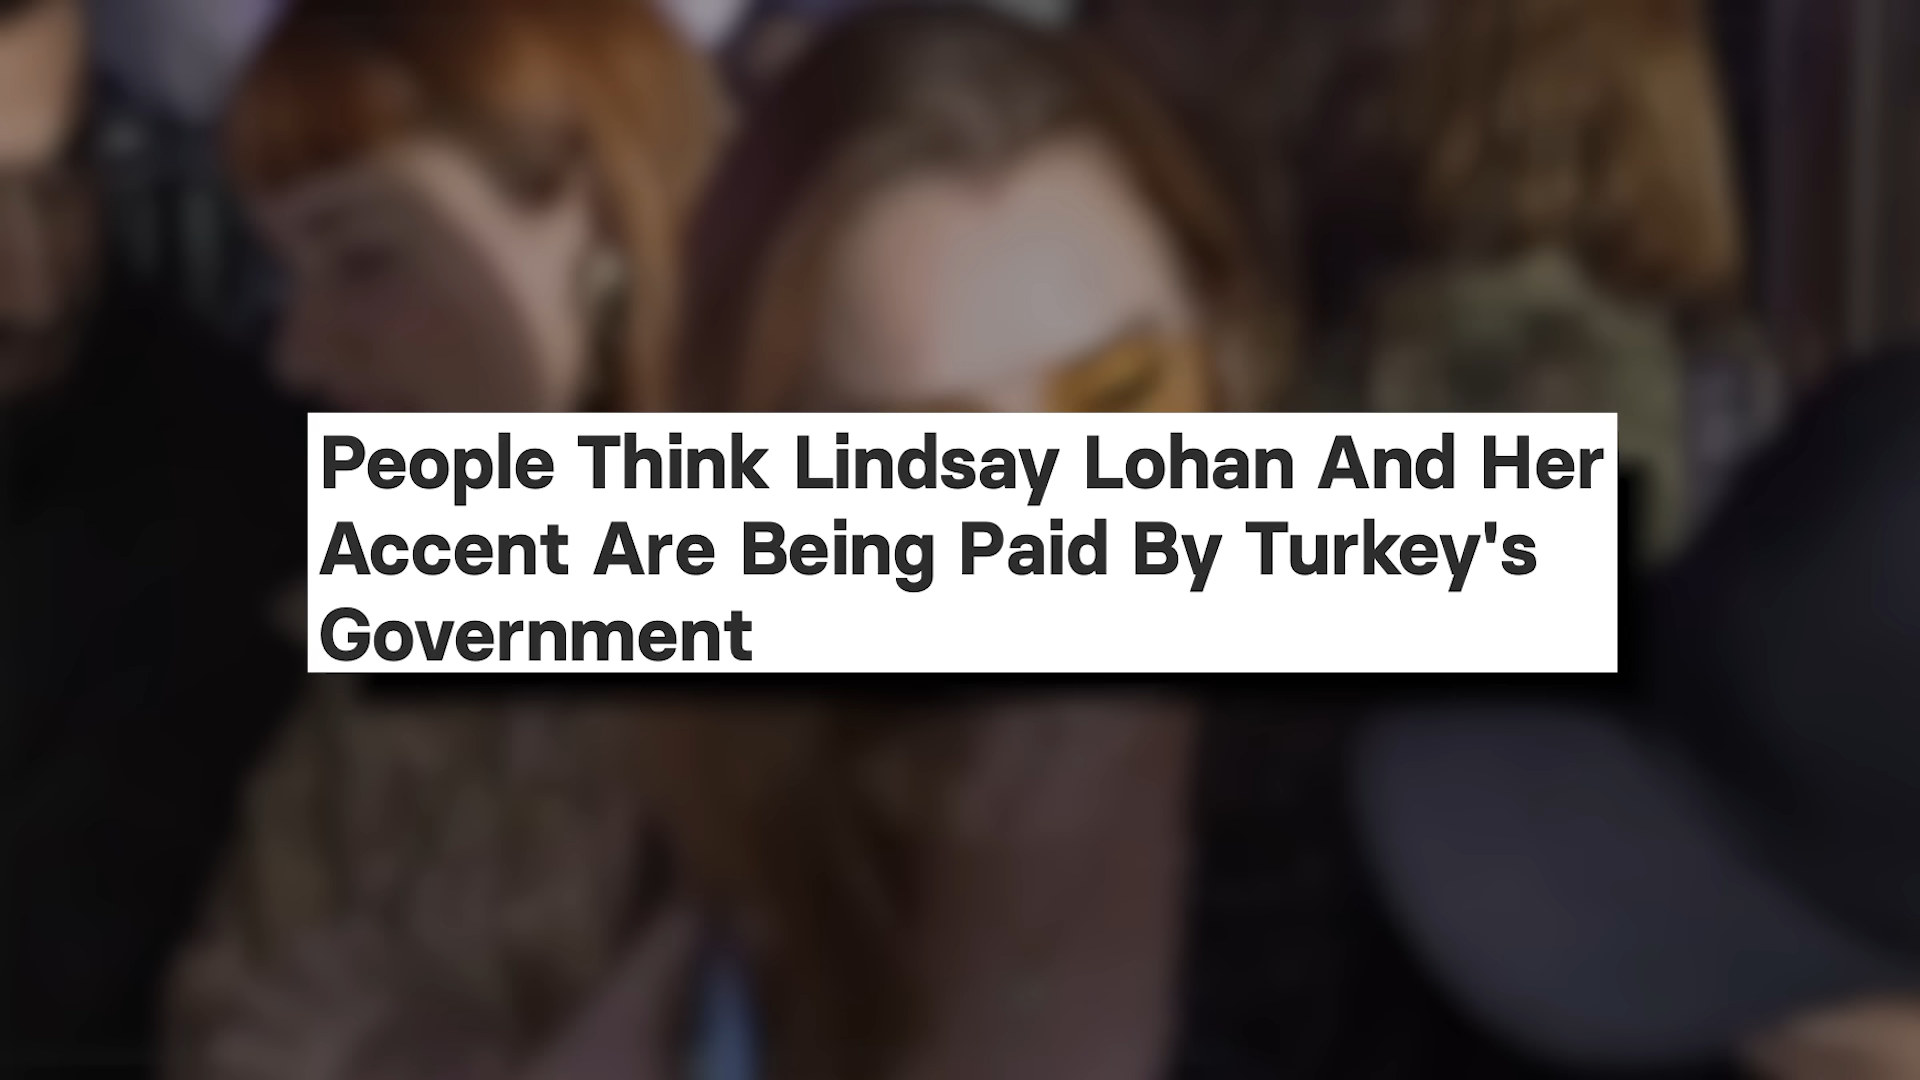 People Think Lindsay Lohan And Her
Accent Are Being Paid By Turkey's
Government